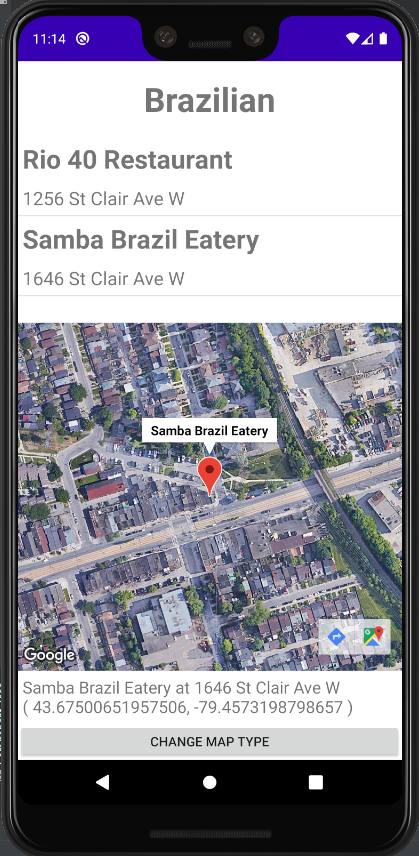 11:14
Brazilian
Rio 40 Restaurant
1256 St Clair Ave W
Samba Brazil Eatery
1646 St Clair Ave W
Samba Brazil Eatery
Google
Samba Brazil Eatery at 1646 St Clair Ave W
( 43.67500651957506, -79.4573198798657 )
CHANGE MAP TYPE